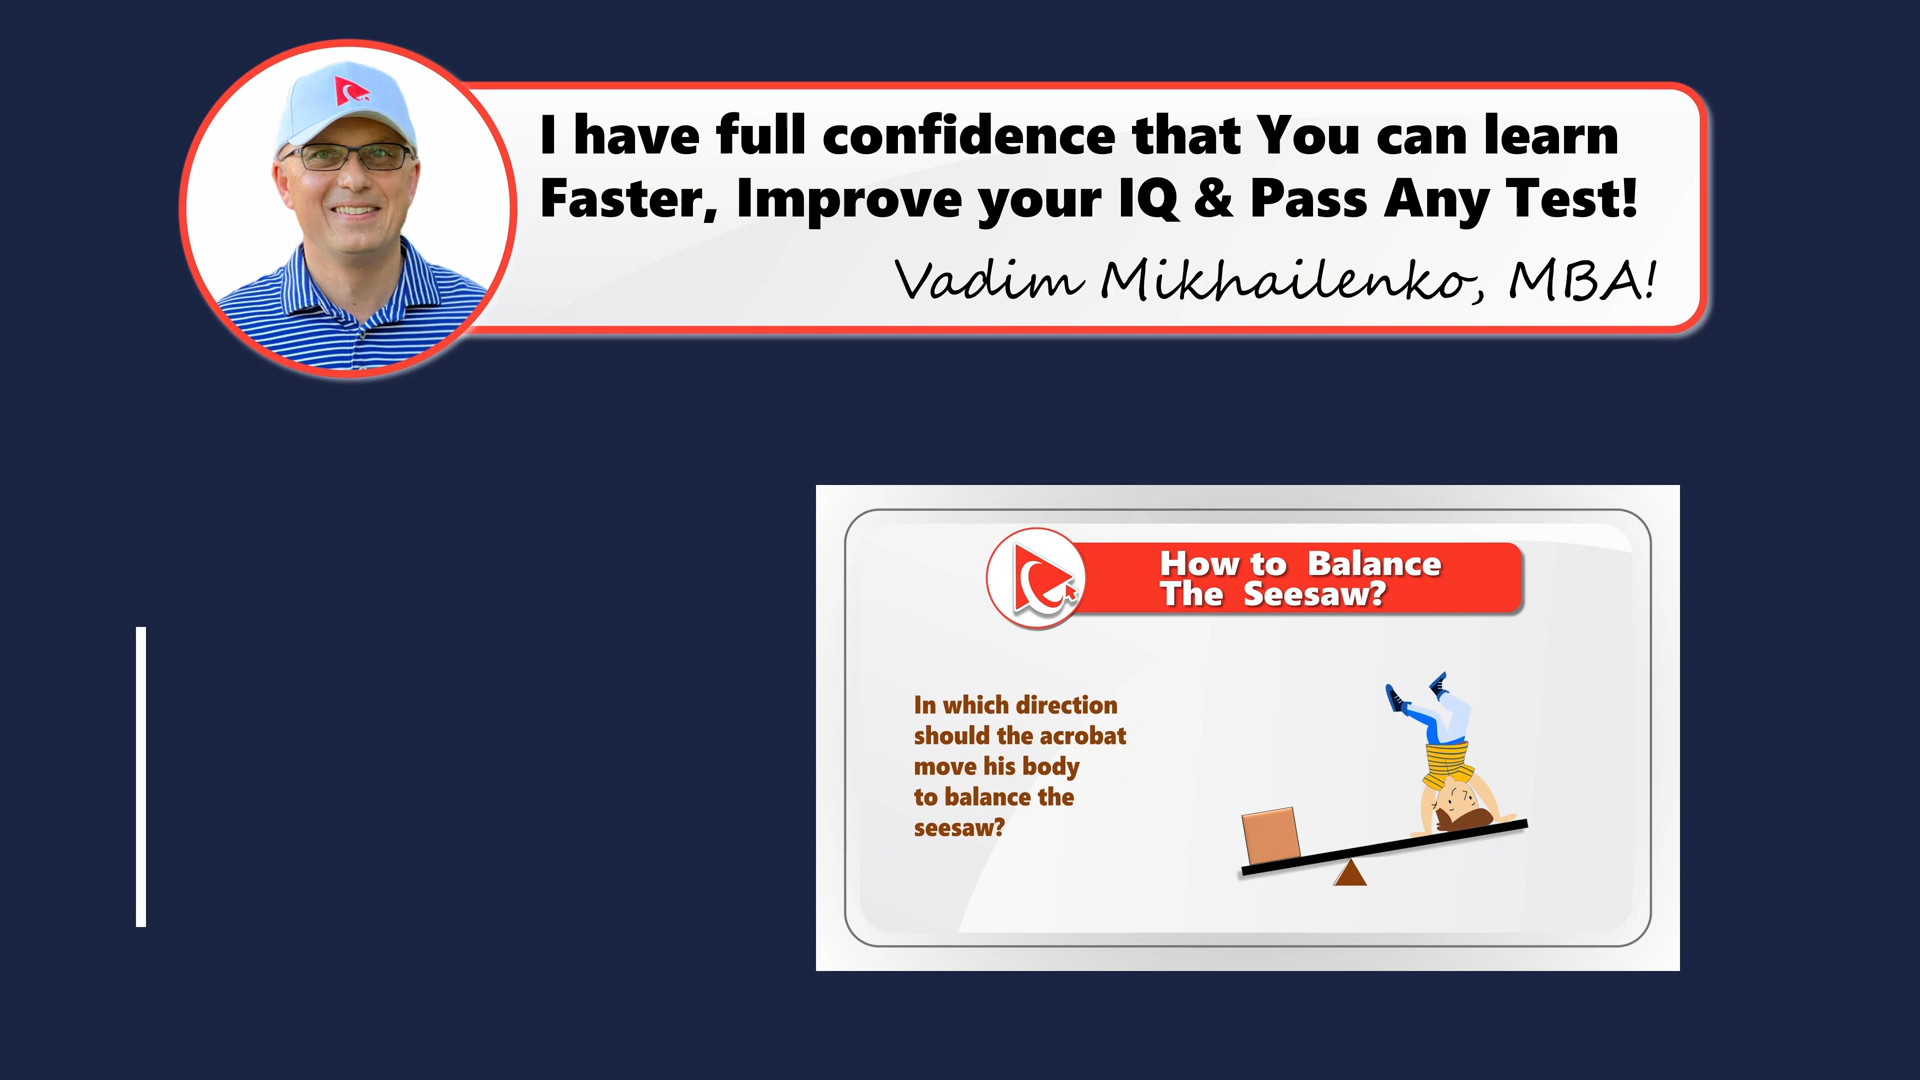 I have full confidence that You can learn
Faster, Improve your IQ & Pass Any Test!
Vadim Mikhailenko, MBA!
How to Balance
The Seesaw?
In which direction
should the acrobat
move his body
to balance the
seesaw?